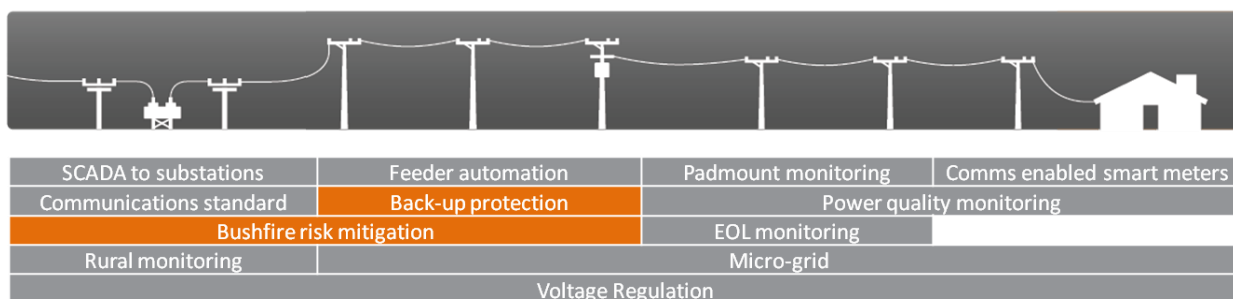 SCADA to substations Feeder automation Padmount monitoring Comms enabled smart meters
Communications standard Back-up protection Power quality monitoring
Bushfire risk mitigation EOL monitoring
Rural monitoring Micro-grid
Voltage Regulation